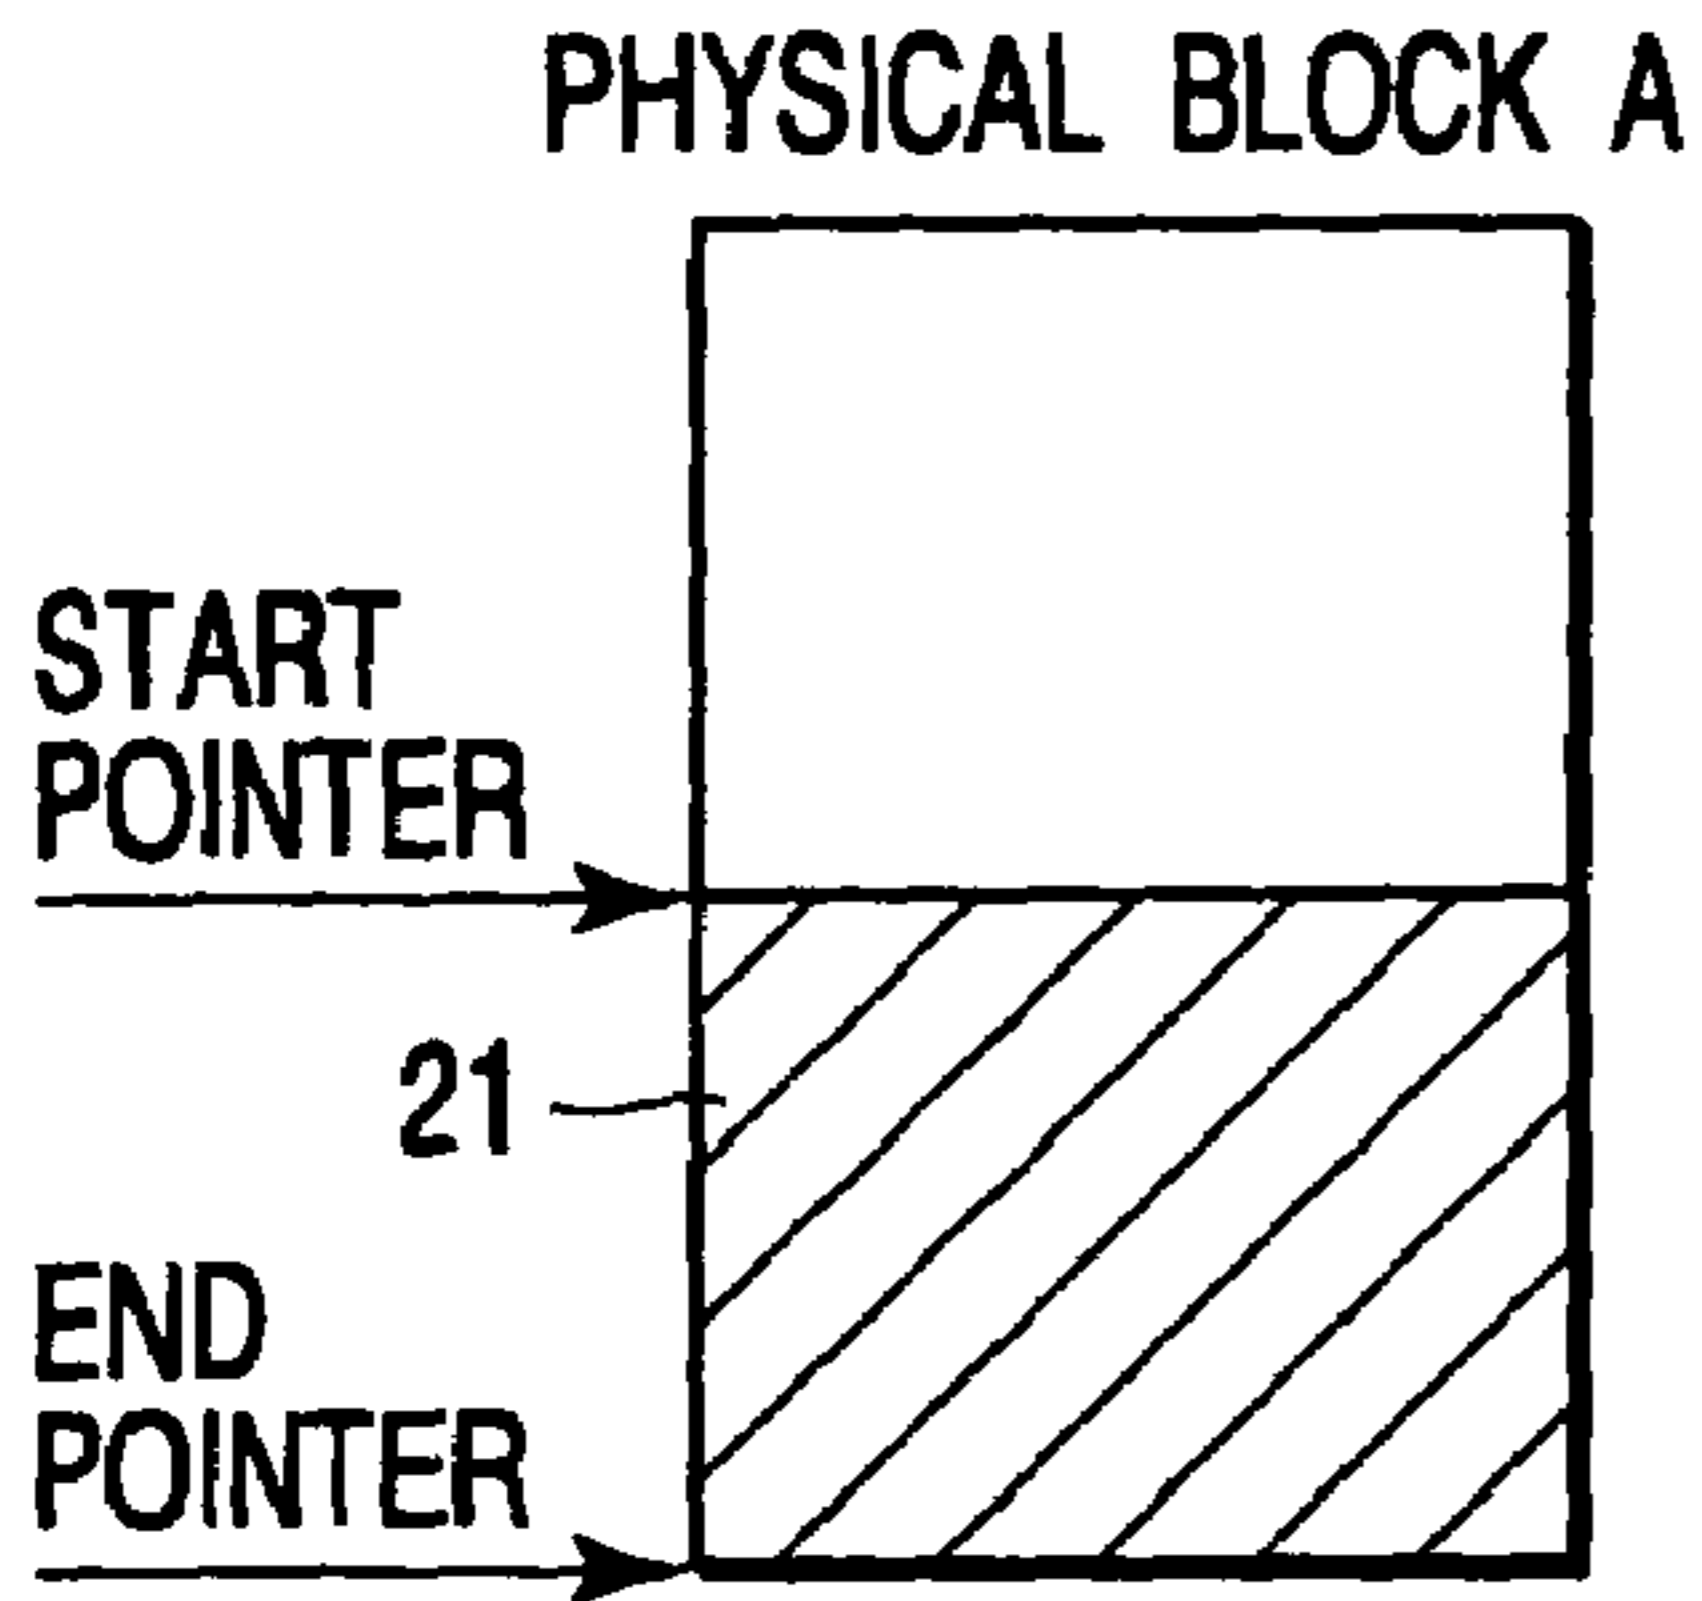 PHYSICAL BLOCK A
START
POINTER
21
END
POINTER